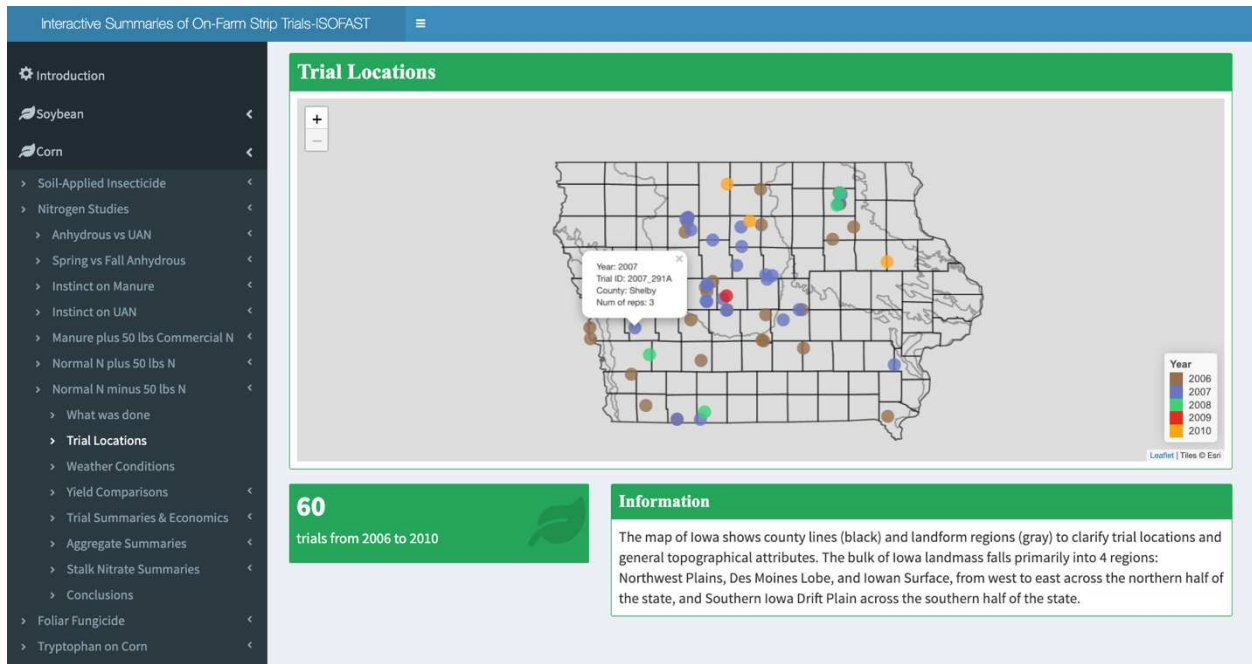 Interactive Summaries of On-Farm Strip Trials-ISOFAST
Introduction
Soybean
Corn
Soil-Applied Insecticide
Nitrogen Studies
Anhydrous vs UAN
Spring vs Fall Anhydrous
Instinct on Manure
Instinct on UAN
Manure plus 50 lbs Commercial N
Normal N plus 50 lbs N
Normal N minus 50 lbs N
What was done
Trial Locations
Weather Conditions
Yield Comparisons
Trial Summaries & Economics
Aggregate Summaries
Stalk Nitrate Summaries
Conclusions
Foliar Fungicide
Tryptophan on Corn
Trial Locations
+
−
Year: 2007
Trial ID: 2007_291A
County: Shelby
Num of reps: 3
×
Year
2006
2007
2008
2009
2010
Leaflet | Tiles © Esri
60
trials from 2006 to 2010
Information
The map of Iowa shows county lines (black) and landform regions (gray) to clarify trial locations and
general topographical attributes. The bulk of Iowa landmass falls primarily into 4 regions:
Northwest Plains, Des Moines Lobe, and Iowan Surface, from west to east across the northern half of
the state, and Southern Iowa Drift Plain across the southern half of the state.